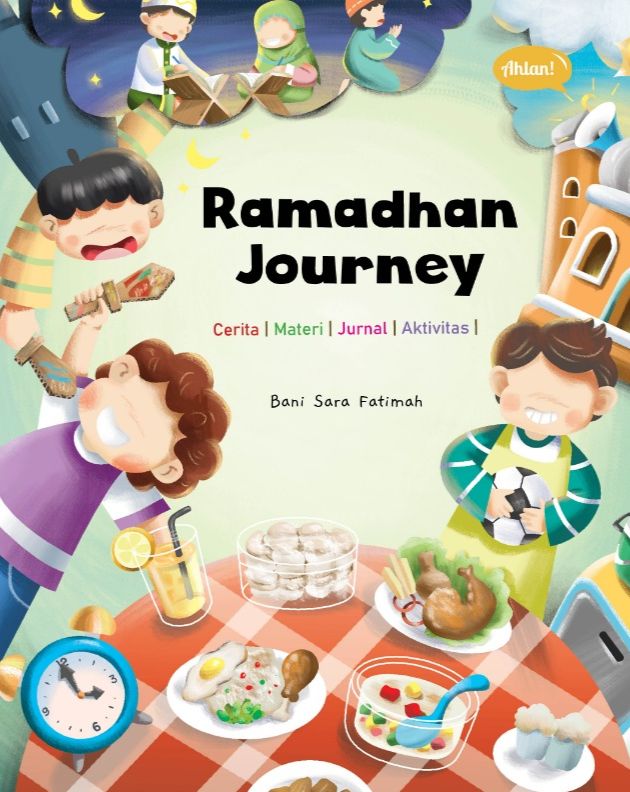 Ahlan!
Ramadhan
Journey
Cerita | Materi | Jurnal | Aktivitas |
Bani Sara Fatimah